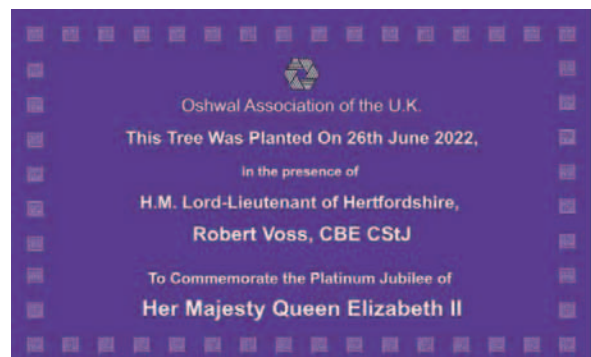 Oshwal Association of the U.K.
This Tree Was Planted On 26th June 2022,
in the presence of
H.M. Lord-Lieutenant of Hertfordshire,
Robert Voss, CBE CStJ
To Commemorate the Platinum Jubilee of
Her Majesty Queen Elizabeth II